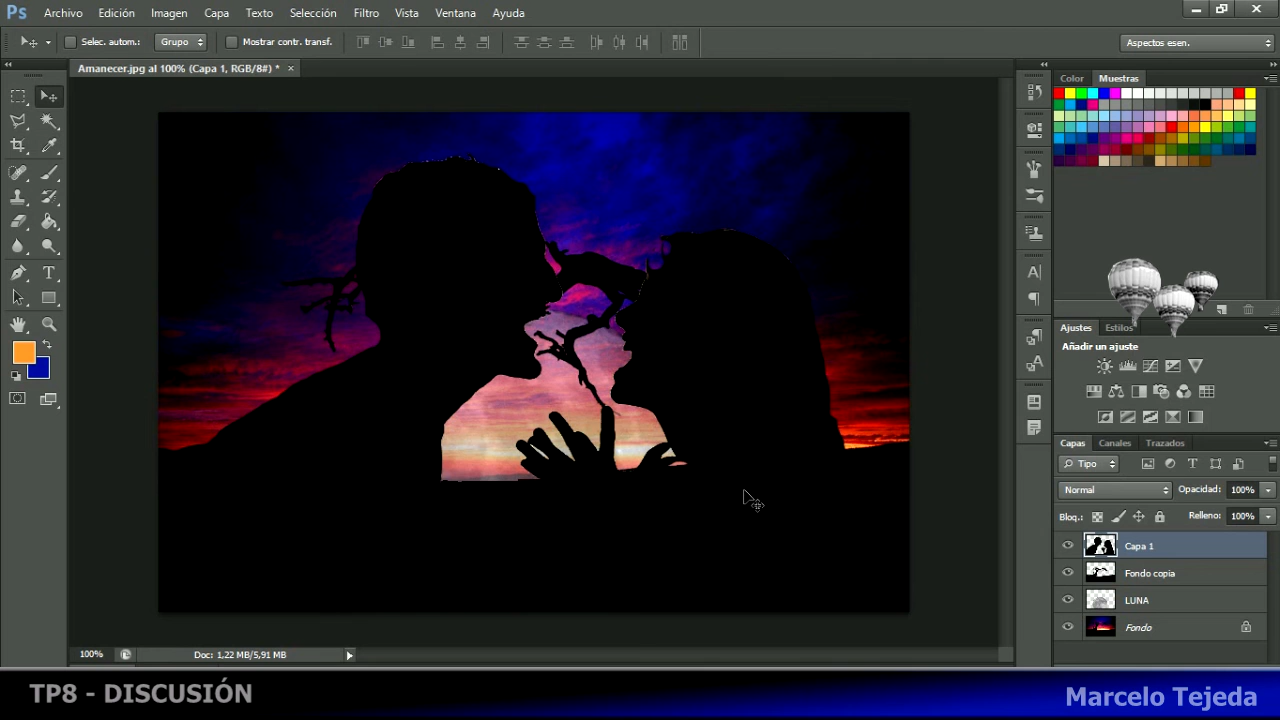 Ps Archivo Edición Imagen Capa Texto Selección Filtro Vista Ventana Ayuda
Selec. autom.: Grupo Mostrar contr. transf. Aspectos esen.
Amanecer.jpg al 100% (Capa 1, RGB/8#) * ×
Color Muestras
Ajustes Estilos
Añadir un ajuste
Capas Canales Trazados
Tipo
Normal Opacidad: 100%
Bloq.: Relleno: 100%
Capa 1
Fondo copia
LUNA
Fondo
100% Doc: 1,22 MB/5,91 MB
TP8 - DISCUSIÓN
Marcelo Tejeda